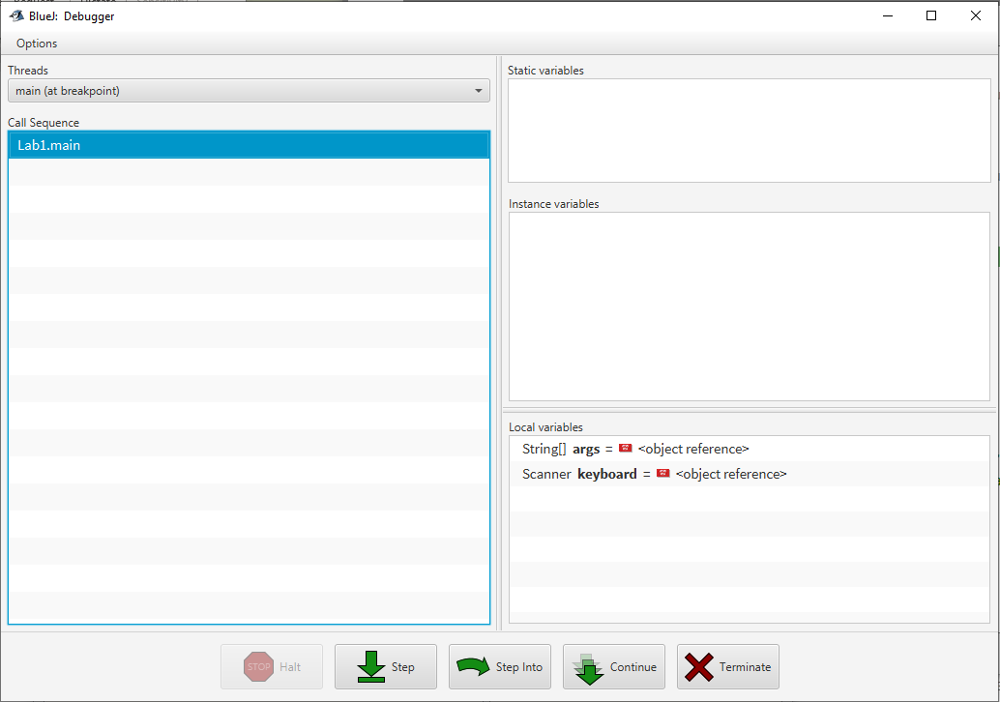 BlueJ: Debugger
Options
Threads
main (at breakpoint)
Call Sequence
Lab1.main
Static variables
Instance variables
Local variables
String[] args = <object reference>
Scanner keyboard = <object reference>
STOP Halt
Step
Step Into
Continue
Terminate